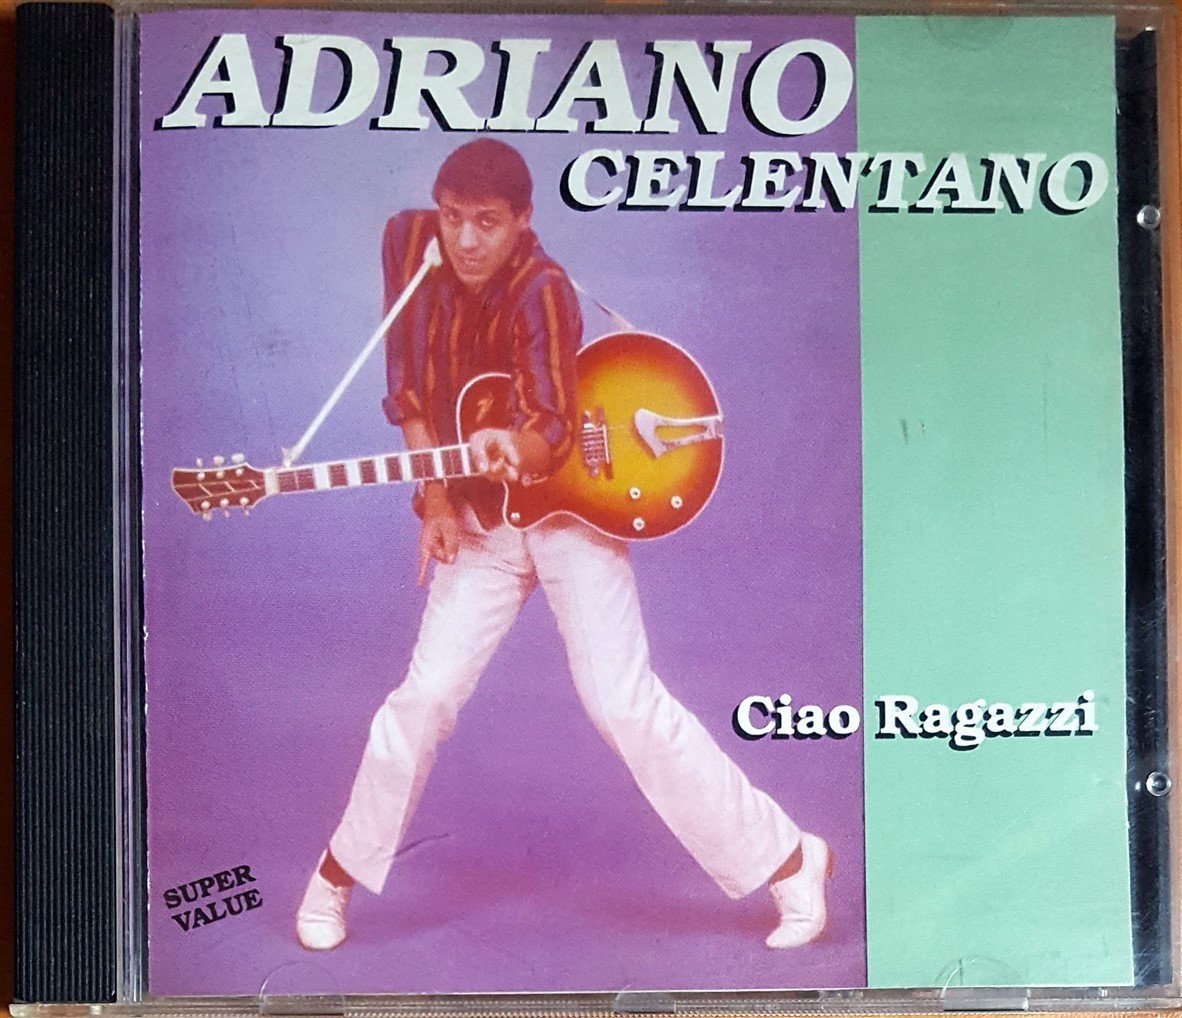 ADRIANO
CELENTANO
Ciao Ragazzi
SUPER
VALUE